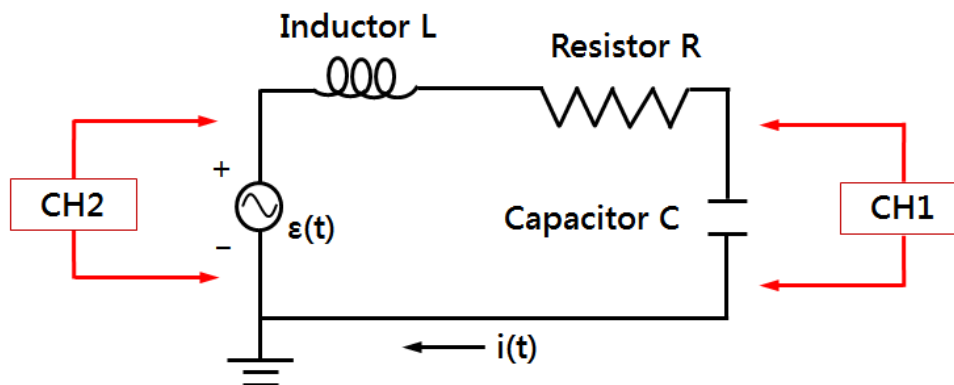 Inductor L
Resistor R
CH2
+
ε(t)
−
Capacitor C
CH1
i(t)